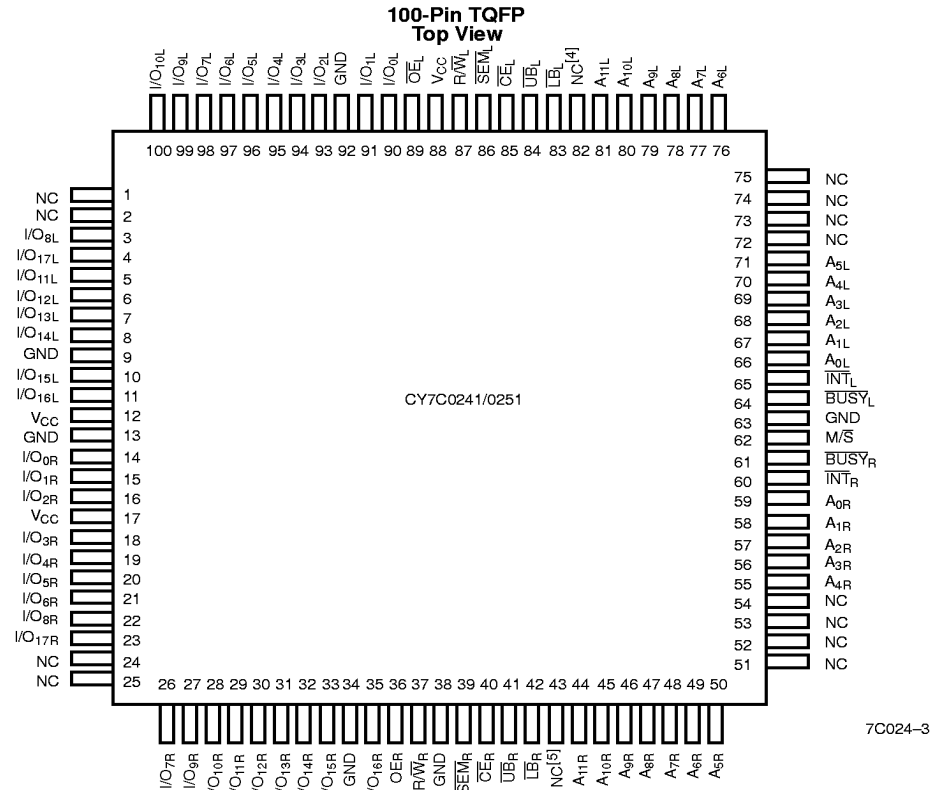 100-Pin TQFP
Top View
I/O10L
I/O9L
I/O7L
I/O6L
I/O5L
I/O4L
I/O3L
I/O2L
GND
I/O1L
I/O0L
OEL
VCC
R/WL
SEML
CEL
UBL
LBL
NC[4]
A11L
A10L
A9L
A8L
A7L
A6L
100 99 98 97 96 95 94 93 92 91 90 89 88 87 86 85 84 83 82 81 80 79 78 77 76
NC 1
NC 2
I/O8L 3
I/O17L 4
I/O11L 5
I/O12L 6
I/O13L 7
I/O14L 8
GND 9
I/O15L 10
I/O16L 11
VCC 12
GND 13
I/O0R 14
I/O1R 15
I/O2R 16
VCC 17
I/O3R 18
I/O4R 19
I/O5R 20
I/O6R 21
I/O8R 22
I/O17R 23
NC 24
NC 25
CY7C0241/0251
75 NC
74 NC
73 NC
72 NC
71 A5L
70 A4L
69 A3L
68 A2L
67 A1L
66 A0L
65 INTL
64 BUSYL
63 GND
62 M/S
61 BUSYR
60 INTR
59 A0R
58 A1R
57 A2R
56 A3R
55 A4R
54 NC
53 NC
52 NC
51 NC
26 27 28 29 30 31 32 33 34 35 36 37 38 39 40 41 42 43 44 45 46 47 48 49 50
I/O7R
I/O9R
I/O10R
I/O11R
I/O12R
I/O13R
I/O14R
I/O15R
GND
I/O16R
OER
R/WR
GND
SEMR
CER
UBR
LBR
NC[5]
A11R
A10R
A9R
A8R
A7R
A6R
A5R
7C024–3